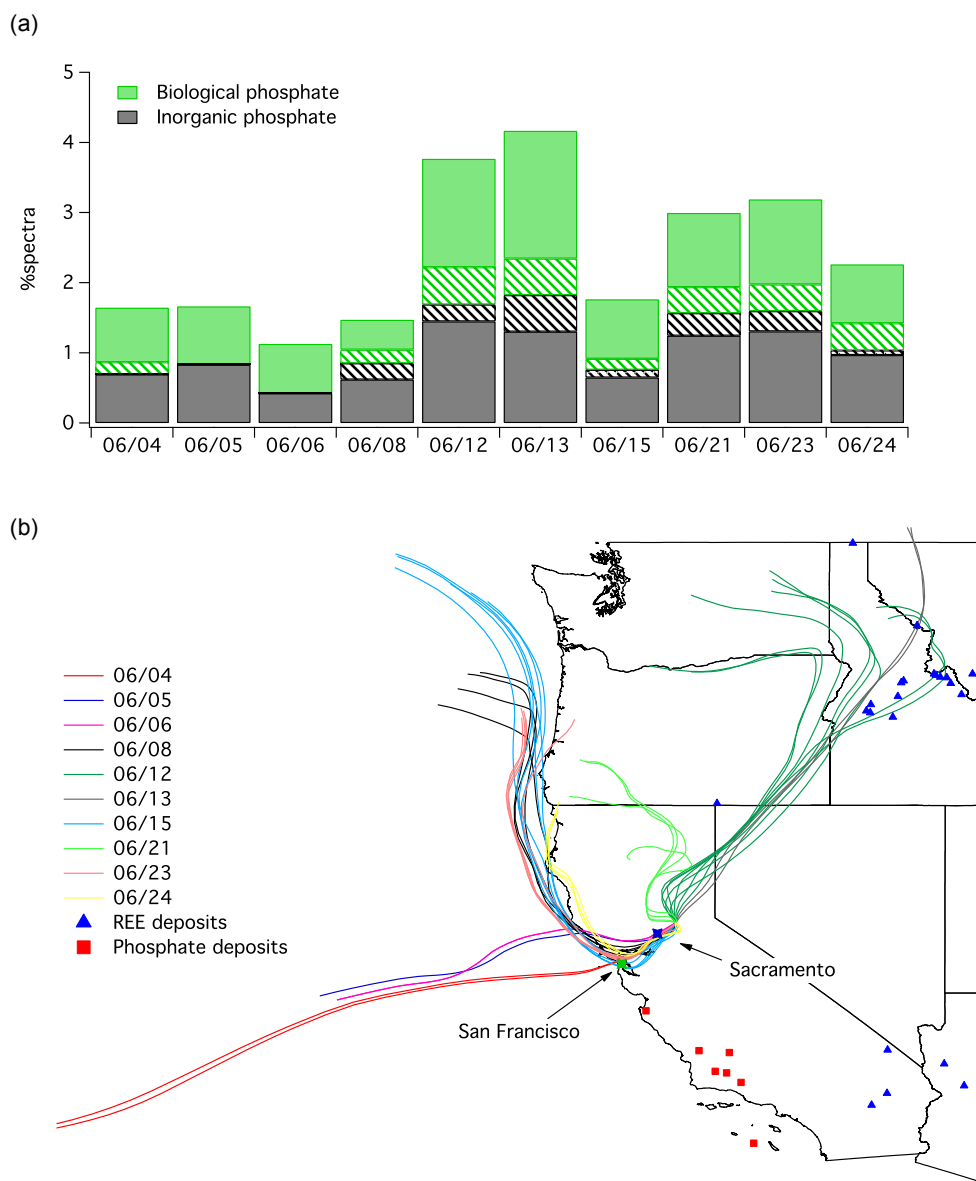 (a)
5
4
3
2
1
0
%spectra
Biological phosphate
Inorganic phosphate
06/04 06/05 06/06 06/08 06/12 06/13 06/15 06/21 06/23 06/24
(b)
06/04
06/05
06/06
06/08
06/12
06/13
06/15
06/21
06/23
06/24
REE deposits
Phosphate deposits
Sacramento
San Francisco